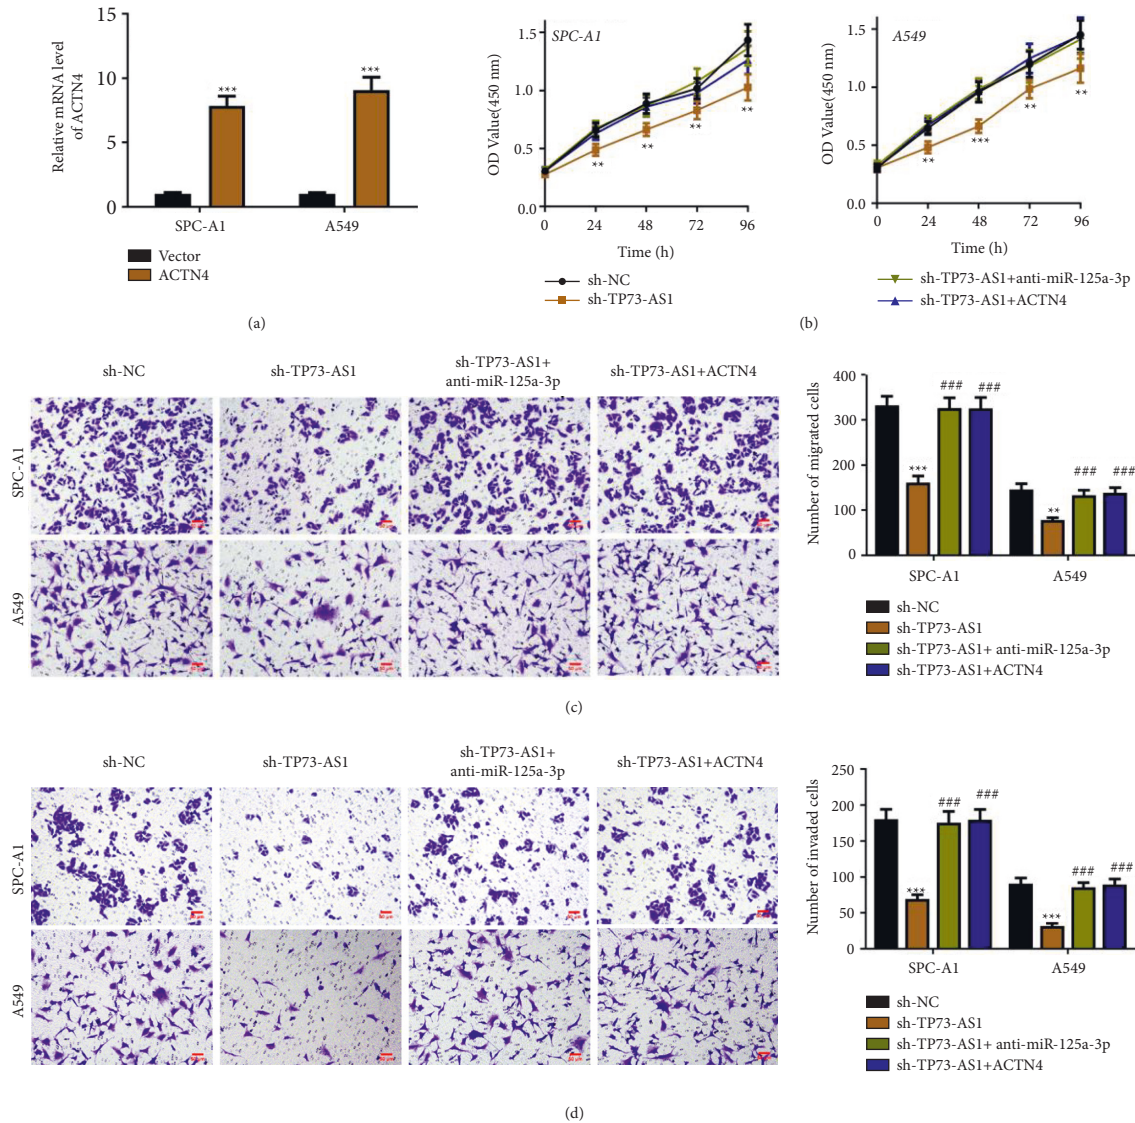 15
10
5
0
Relative mRNA level
of ACTN4
***
***
SPC-A1
A549
Vector
ACTN4
(a)
SPC-A1
1.5
1.0
0.5
0.0
OD Value(450 nm)
**
**
**
**
0
24
48
72
96
Time (h)
sh-NC
sh-TP73-AS1
A549
1.5
1.0
0.5
0.0
OD Value(450 nm)
**
***
**
**
0
24
48
72
96
Time (h)
sh-TP73-AS1+anti-miR-125a-3p
sh-TP73-AS1+ACTN4
(b)
sh-NC
sh-TP73-AS1
sh-TP73-AS1+
anti-miR-125a-3p
sh-TP73-AS1+ACTN4
SPC-A1
A549
400
300
200
100
0
Number of migrated cells
***
###
###
**
###
###
SPC-A1
A549
sh-NC
sh-TP73-AS1
sh-TP73-AS1+ anti-miR-125a-3p
sh-TP73-AS1+ACTN4
(c)
sh-NC
sh-TP73-AS1
sh-TP73-AS1+
anti-miR-125a-3p
sh-TP73-AS1+ACTN4
SPC-A1
A549
250
200
150
100
50
0
Number of invaded cells
***
###
###
***
###
###
SPC-A1
A549
sh-NC
sh-TP73-AS1
sh-TP73-AS1+ anti-miR-125a-3p
sh-TP73-AS1+ACTN4
(d)